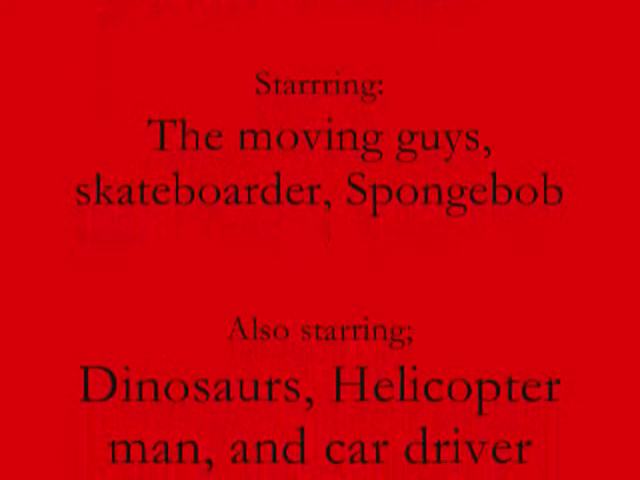 Starrring:
The moving guys,
skateboarder, Spongebob
Also starring;
Dinosaurs, Helicopter
man, and car driver